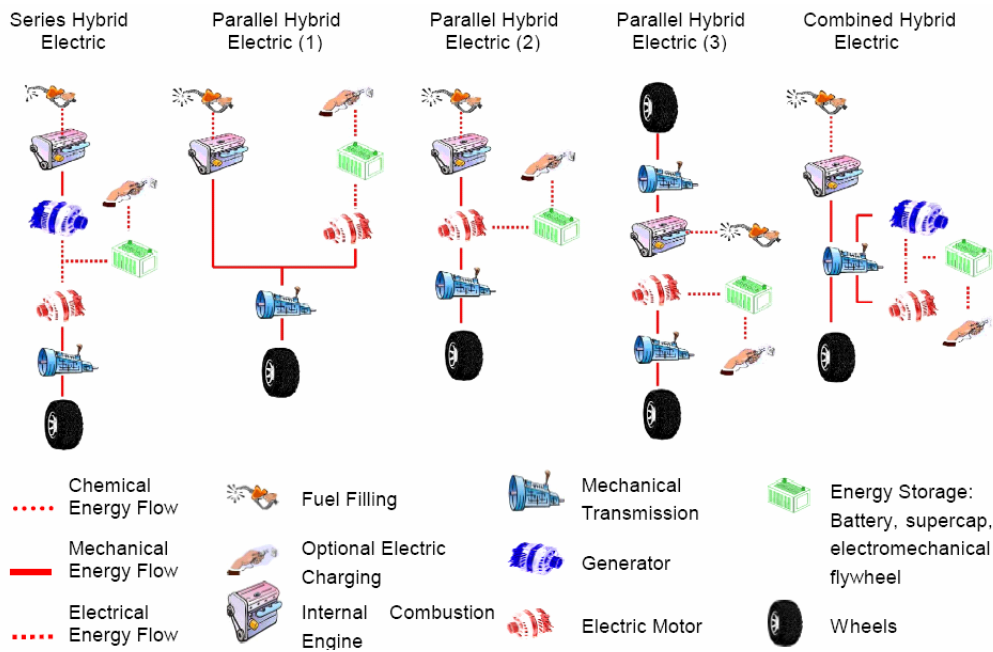 Series Hybrid
Electric
Parallel Hybrid
Electric (1)
Parallel Hybrid
Electric (2)
Parallel Hybrid
Electric (3)
Combined Hybrid
Electric
Chemical
Energy Flow
Mechanical
Energy Flow
Electrical
Energy Flow
Fuel Filling
Optional Electric
Charging
Internal Combustion
Engine
Mechanical
Transmission
Generator
Electric Motor
Energy Storage:
Battery, supercap,
electromechanical
flywheel
Wheels